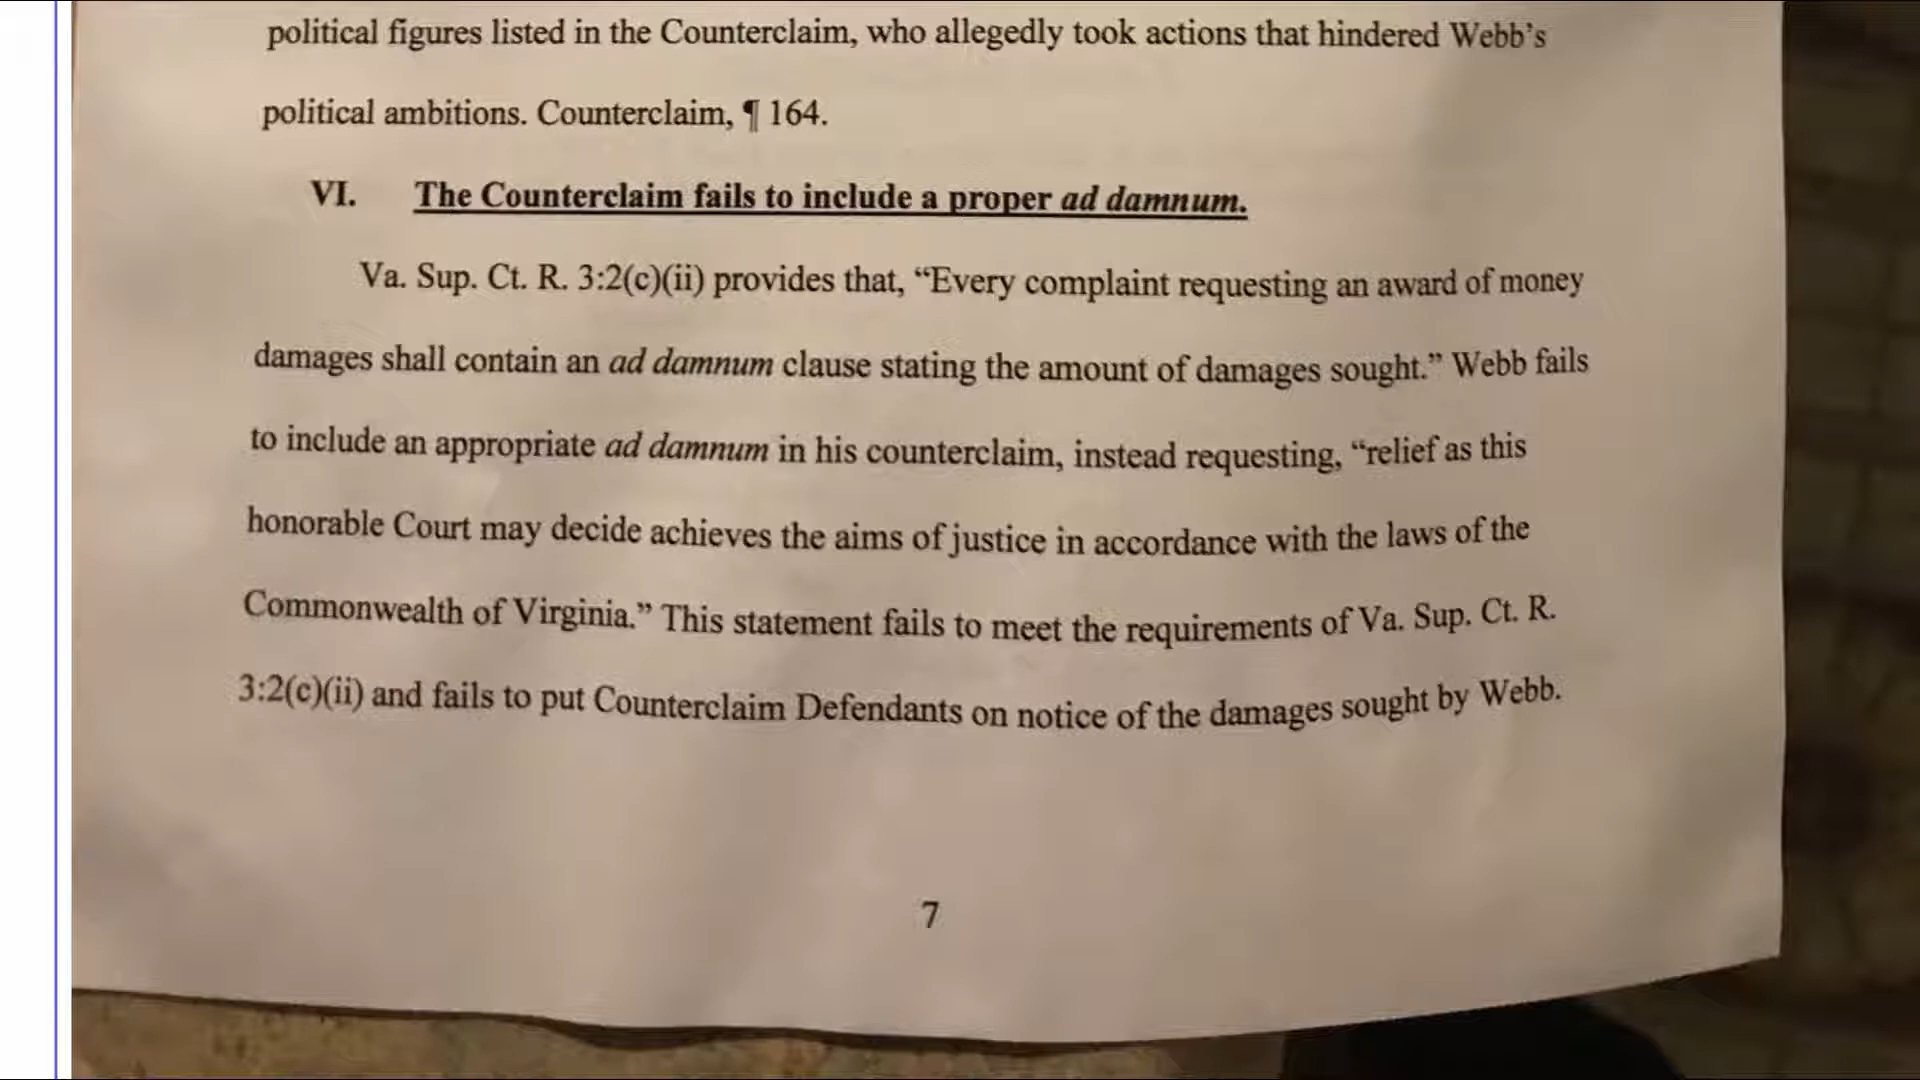 political figures listed in the Counterclaim, who allegedly took actions that hindered Webb’s
political ambitions. Counterclaim, ¶ 164.
VI. The Counterclaim fails to include a proper ad damnum.
Va. Sup. Ct. R. 3:2(c)(ii) provides that, “Every complaint requesting an award of money
damages shall contain an ad damnum clause stating the amount of damages sought.” Webb fails
to include an appropriate ad damnum in his counterclaim, instead requesting, “relief as this
honorable Court may decide achieves the aims of justice in accordance with the laws of the
Commonwealth of Virginia.” This statement fails to meet the requirements of Va. Sup. Ct. R.
3:2(c)(ii) and fails to put Counterclaim Defendants on notice of the damages sought by Webb.
7